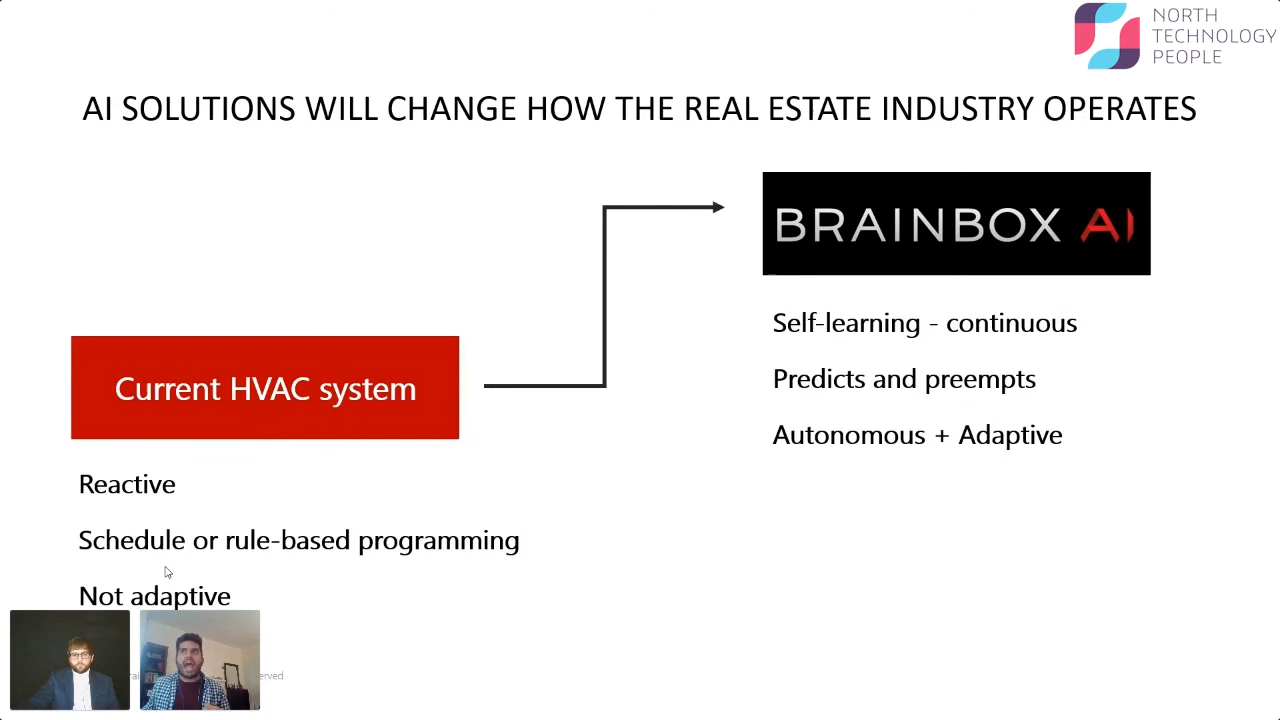 NORTH
TECHNOLOGY
PEOPLE
AI SOLUTIONS WILL CHANGE HOW THE REAL ESTATE INDUSTRY OPERATES
BRAINBOX AI
Self-learning - continuous
Predicts and preempts
Autonomous + Adaptive
Current HVAC system
Reactive
Schedule or rule-based programming
Not adaptive